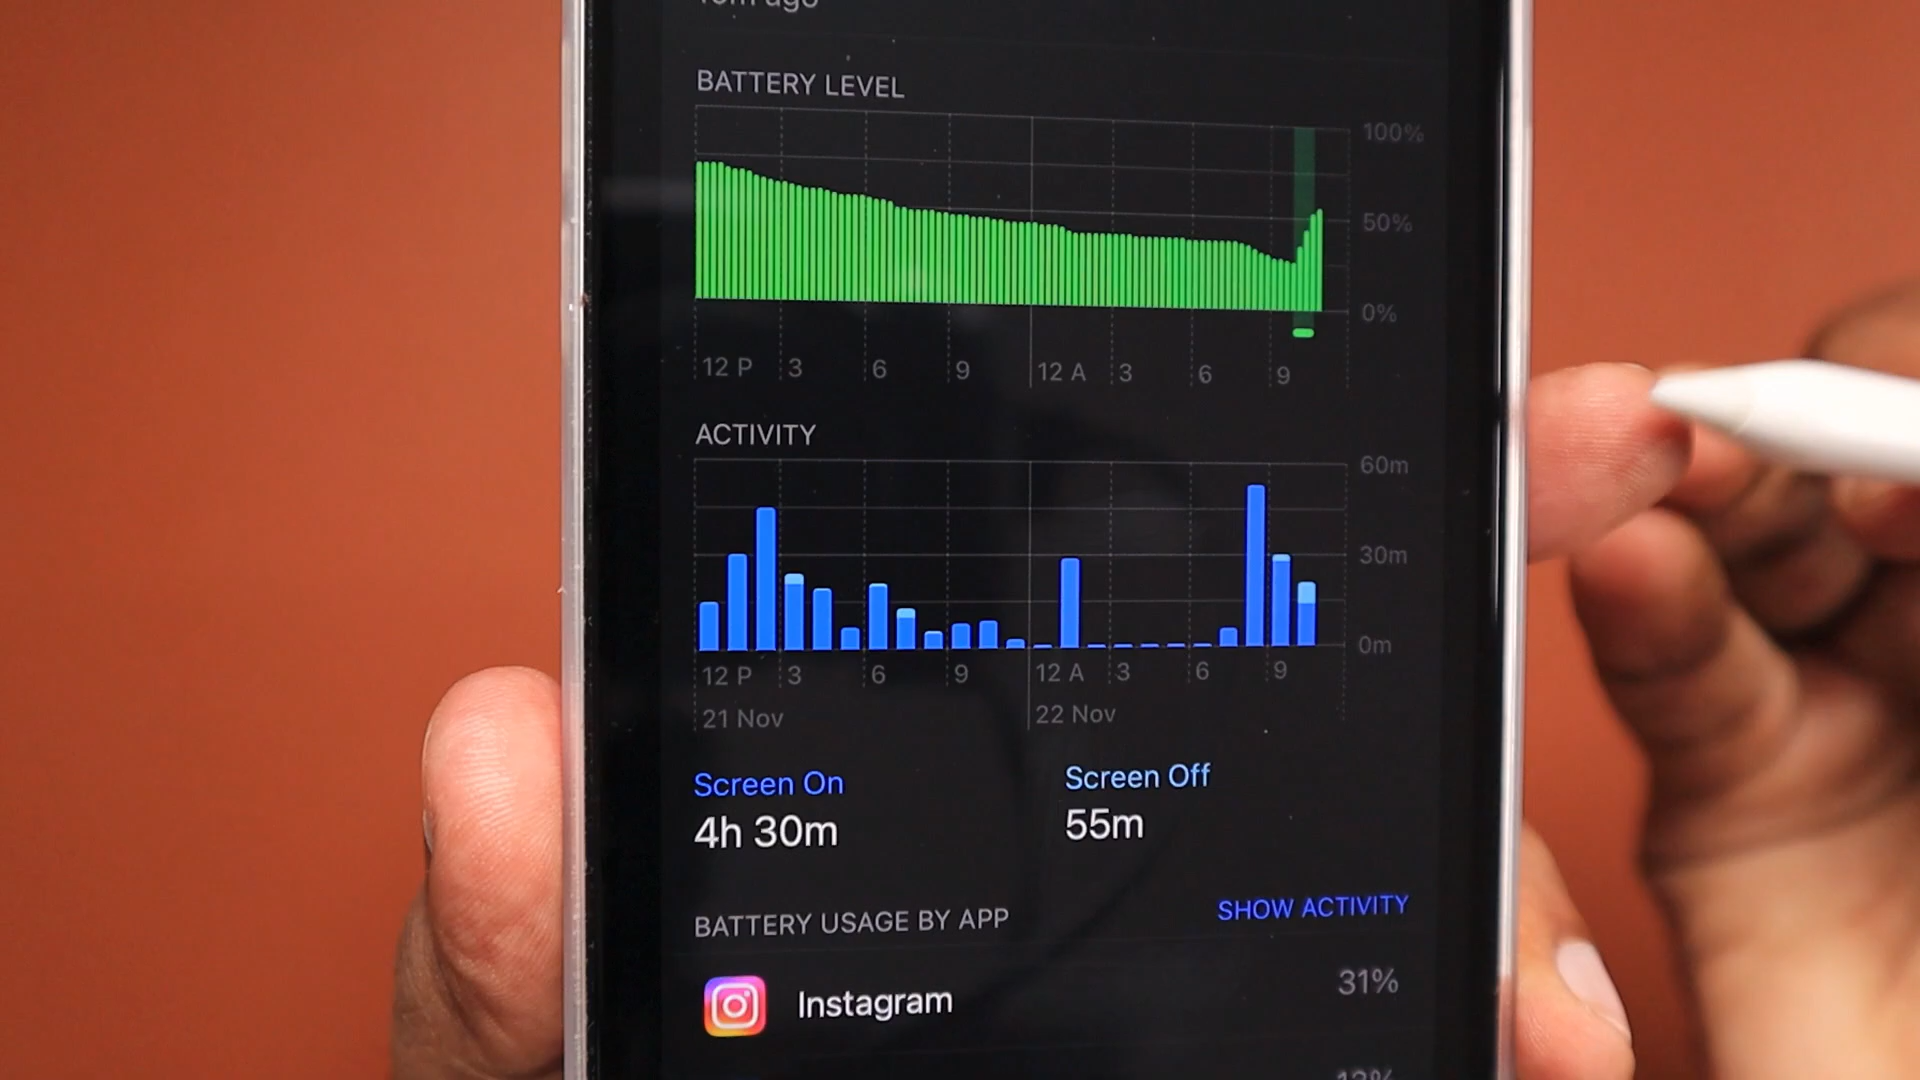 BATTERY LEVEL
100%
50%
0%
12 P 3 6 9 12 A 3 6 9
ACTIVITY
60m
30m
0m
12 P 3 6 9 12 A 3 6 9
21 Nov 22 Nov
Screen On Screen Off
4h 30m 55m
BATTERY USAGE BY APP SHOW ACTIVITY
Instagram 31%